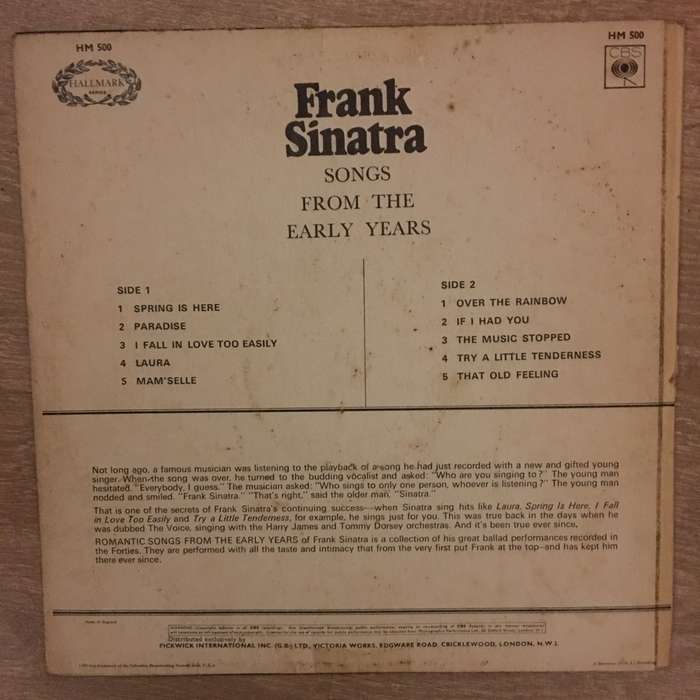 HM 500
HM 500
HALLMARK
SERIES
CBS
Frank
Sinatra
SONGS
FROM THE
EARLY YEARS
SIDE 1
1 SPRING IS HERE
2 PARADISE
3 I FALL IN LOVE TOO EASILY
4 LAURA
5 MAM'SELLE
SIDE 2
1 OVER THE RAINBOW
2 IF I HAD YOU
3 THE MUSIC STOPPED
4 TRY A LITTLE TENDERNESS
5 THAT OLD FEELING
Not long ago, a famous musician was listening to the playback of a song he had just recorded with a new and gifted young
singer. When the song was over, he turned to the budding vocalist and asked: "Who are you singing to?" The young man
hesitated. "Everybody, I guess." The musician asked: "Who sings to only one person, whoever is listening?" The young man
nodded and smiled. "Frank Sinatra." "That's right," said the older man, "Sinatra."
That is one of the secrets of Frank Sinatra's continuing success—when Sinatra sing hits like Laura, Spring Is Here, I Fall
in Love Too Easily and Try a Little Tenderness, for example, he sings just for you. This was true back in the days when he
was dubbed The Voice, singing with the Harry James and Tommy Dorsey orchestras. And it's been true ever since.
ROMANTIC SONGS FROM THE EARLY YEARS of Frank Sinatra is a collection of his great ballad performances recorded in
the Forties. They are performed with all the taste and intimacy that from the very first put Frank at the top—and has kept him
there ever since.
Made in England
Distributed exclusively by
PICKWICK INTERNATIONAL INC. (G.B.) LTD., VICTORIA WORKS, EDGWARE ROAD, CRICKLEWOOD, LONDON, N.W.2.